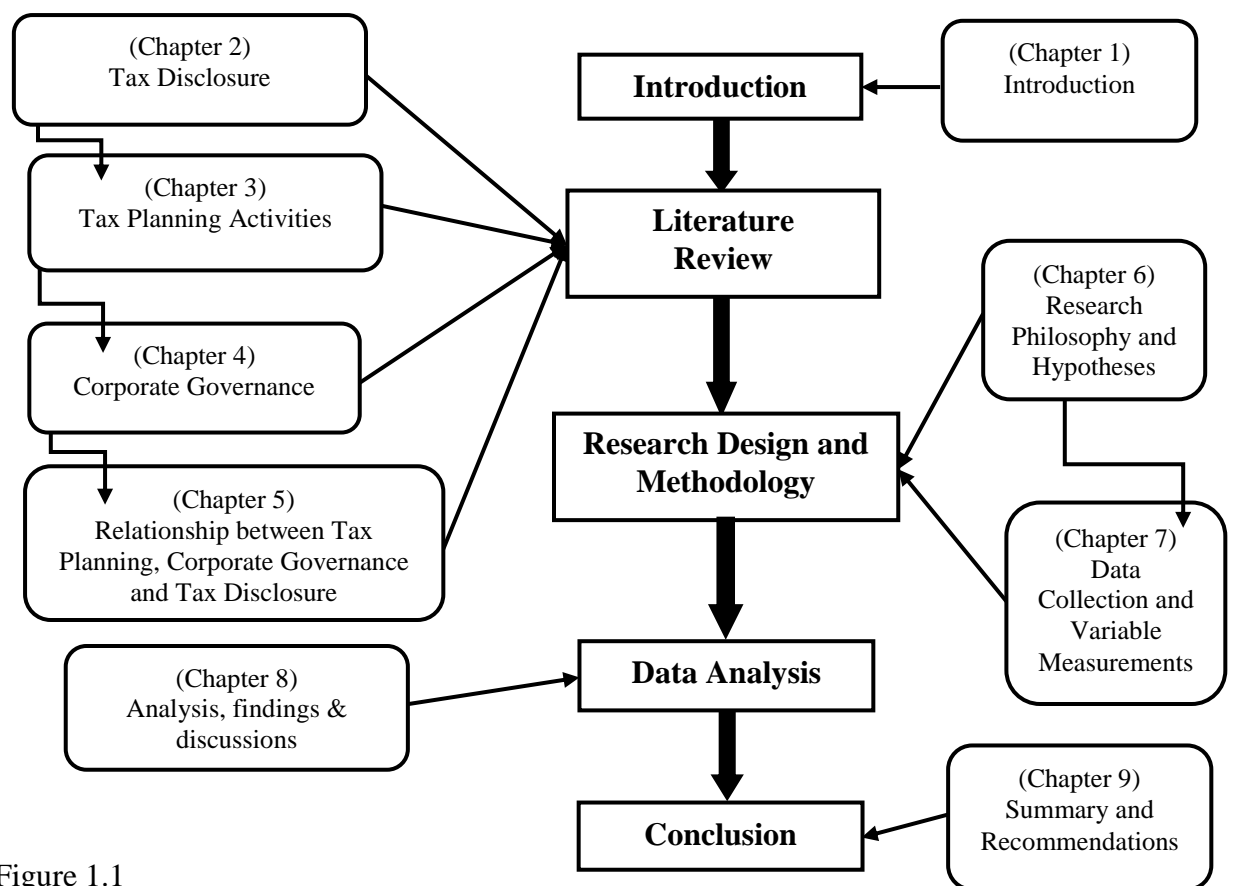 (Chapter 2)
Tax Disclosure
Introduction
(Chapter 1)
Introduction
(Chapter 3)
Tax Planning Activities
Literature
Review
(Chapter 4)
Corporate Governance
(Chapter 6)
Research
Philosophy and
Hypotheses
Research Design and
Methodology
(Chapter 5)
Relationship between Tax
Planning, Corporate Governance
and Tax Disclosure
(Chapter 7)
Data
Collection and
Variable
Measurements
Data Analysis
(Chapter 8)
Analysis, findings &
discussions
Conclusion
(Chapter 9)
Summary and
Recommendations
Figure 1.1